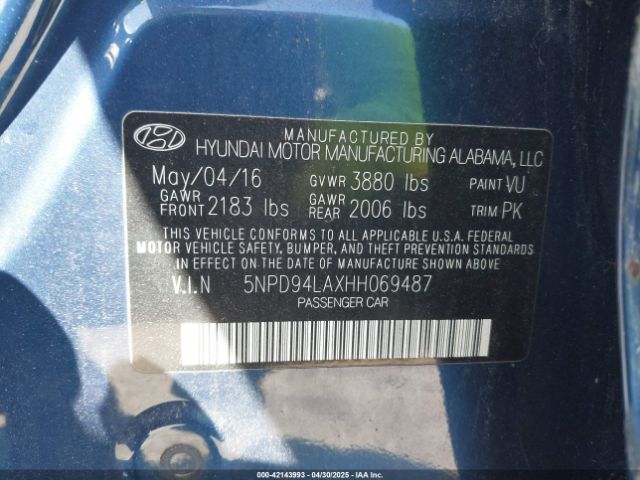 MANUFACTURED BY
HYUNDAI MOTOR MANUFACTURING ALABAMA, LLC
May/04/16 GVWR 3880 lbs PAINT VU
GAWR FRONT 2183 lbs GAWR REAR 2006 lbs TRIM PK
THIS VEHICLE CONFORMS TO ALL APPLICABLE U.S.A. FEDERAL
MOTOR VEHICLE SAFETY, BUMPER, AND THEFT PREVENTION STANDARDS
IN EFFECT ON THE DATE OF MANUFACTURE SHOWN ABOVE
V.I.N 5NPD94LAXHH069487
PASSENGER CAR
000-42143993 - 04/30/2025 - IAAI.COM